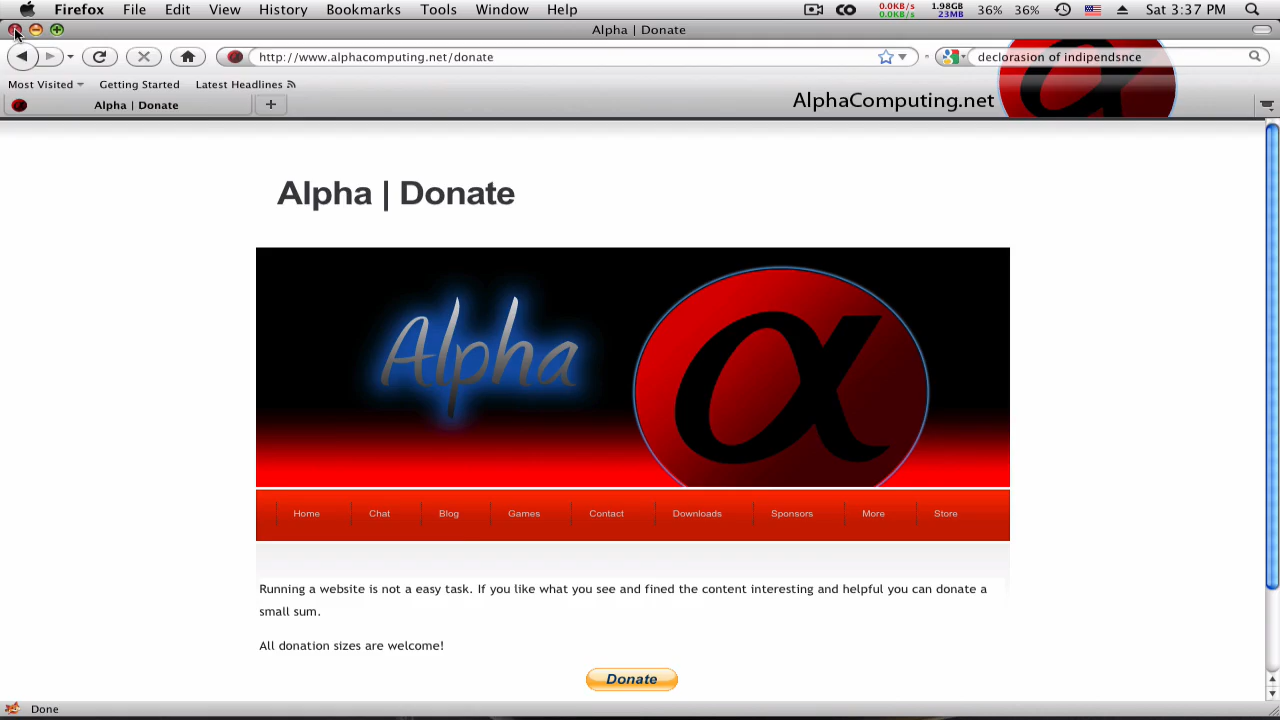 Firefox File Edit View History Bookmarks Tools Window Help 0.0KB/s 0.0KB/s 1.98GB 23MB 36% 36% Sat 3:37 PM
Alpha | Donate
http://www.alphacomputing.net/donate declorasion of indipendsnce
Most Visited Getting Started Latest Headlines
Alpha | Donate AlphaComputing.net
Alpha | Donate
Alpha
α
Home Chat Blog Games Contact Downloads Sponsors More Store
Running a website is not a easy task. If you like what you see and fined the content interesting and helpful you can donate a
small sum.
All donation sizes are welcome!
Donate
Done